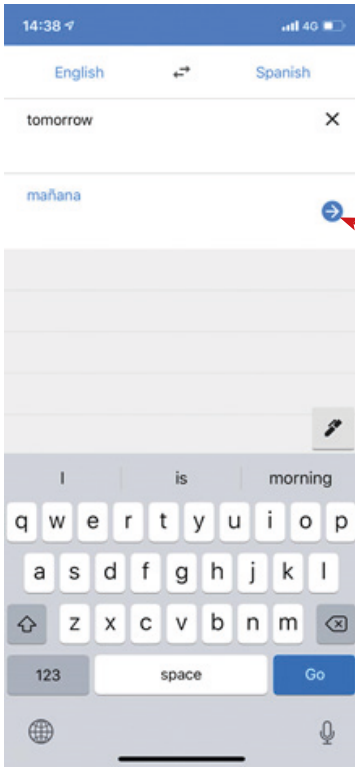 14:38 4G
English Spanish
tomorrow
mañana
I is morning
q w e r t y u i o p
a s d f g h j k l
z x c v b n m
123 space Go